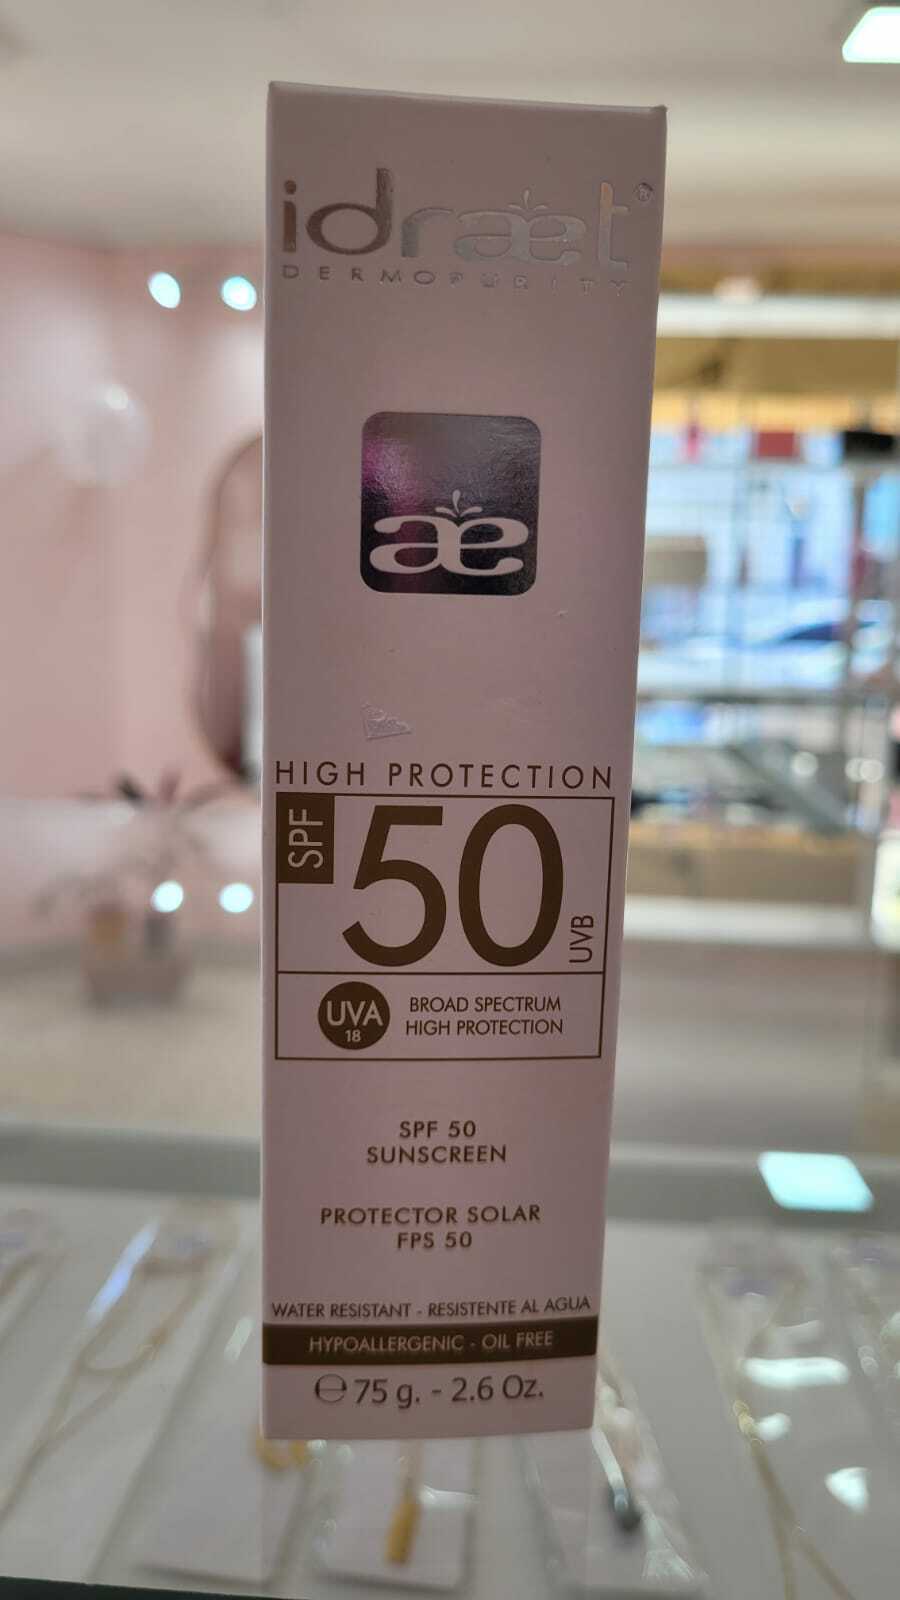 idraet®
DERMOPURITY
æ
HIGH PROTECTION
SPF
50
UVB
UVA
18
BROAD SPECTRUM
HIGH PROTECTION
SPF 50
SUNSCREEN
PROTECTOR SOLAR
FPS 50
WATER RESISTANT - RESISTENTE AL AGUA
HYPOALLERGENIC - OIL FREE
℮ 75 g. - 2.6 Oz.